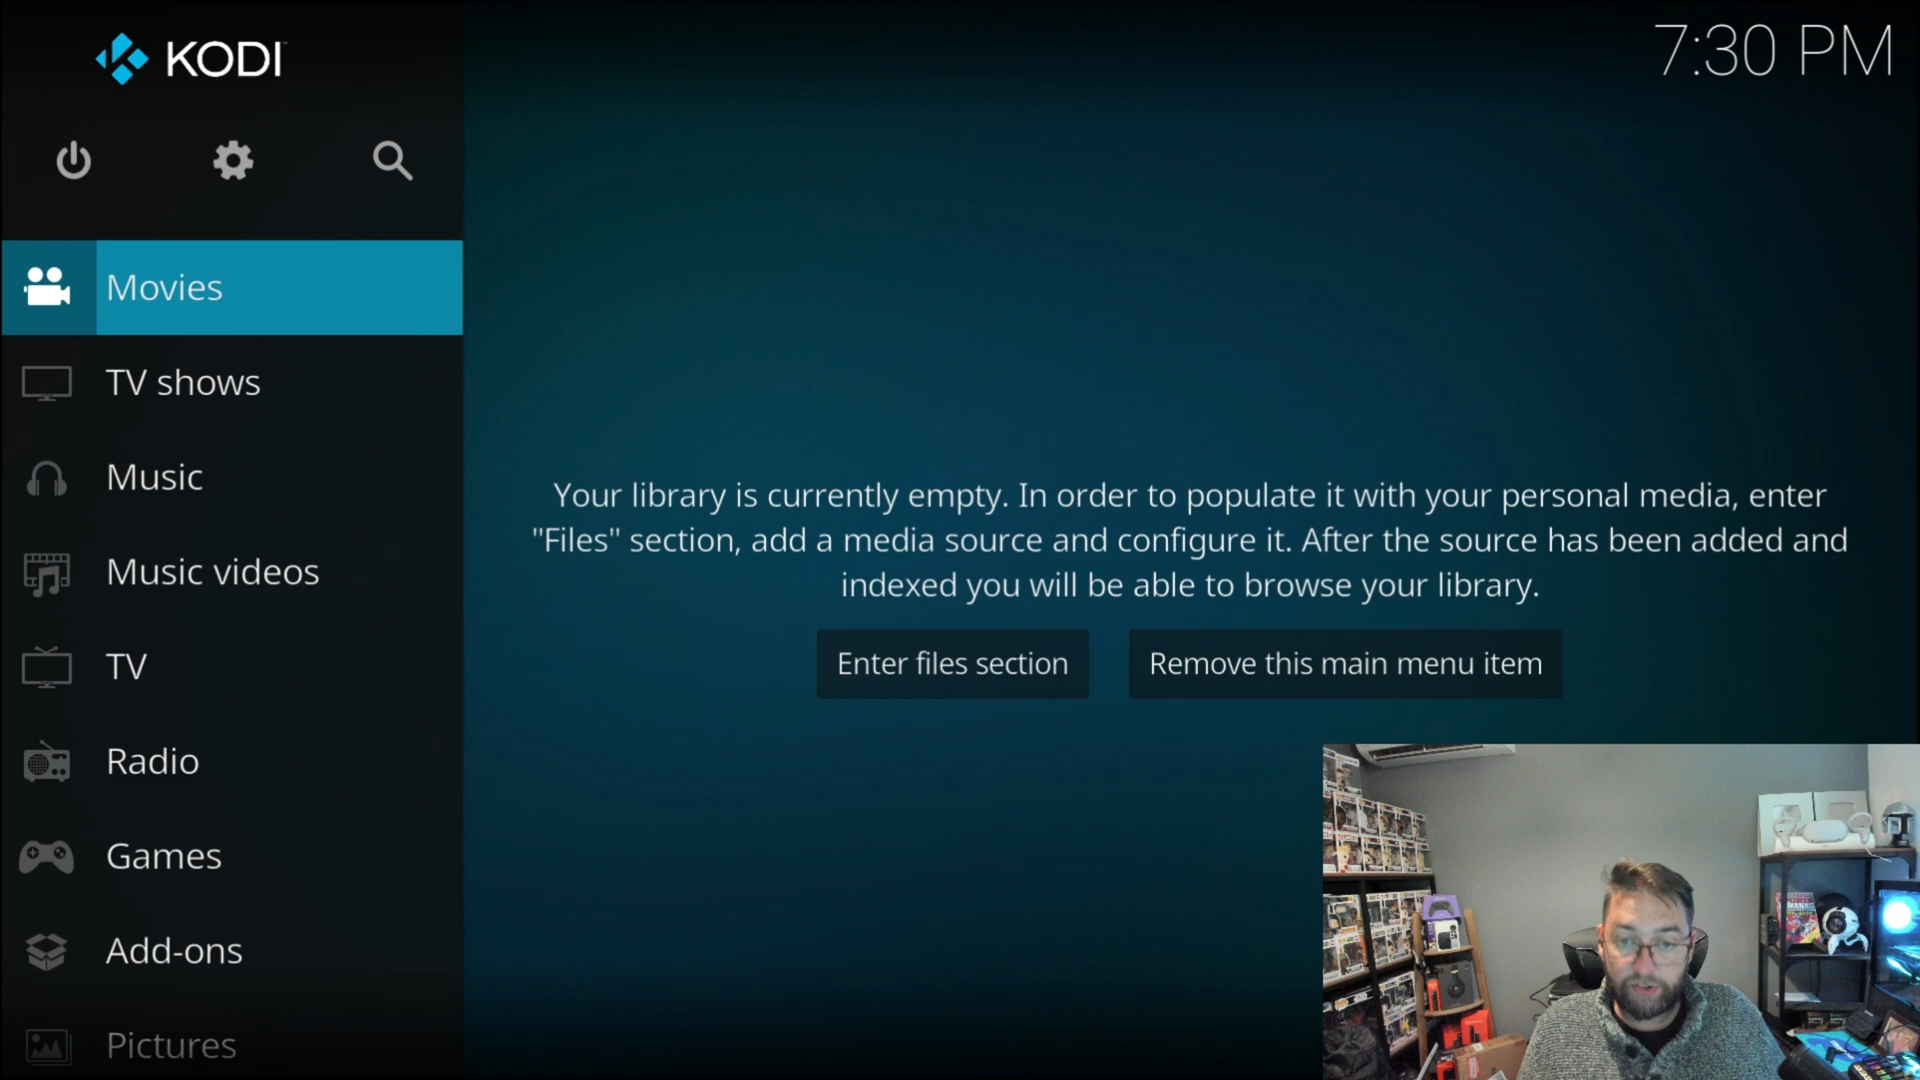 KODI
7:30 PM
Movies
TV shows
Music
Music videos
TV
Radio
Games
Add-ons
Pictures
Your library is currently empty. In order to populate it with your personal media, enter
"Files" section, add a media source and configure it. After the source has been added and
indexed you will be able to browse your library.
Enter files section
Remove this main menu item